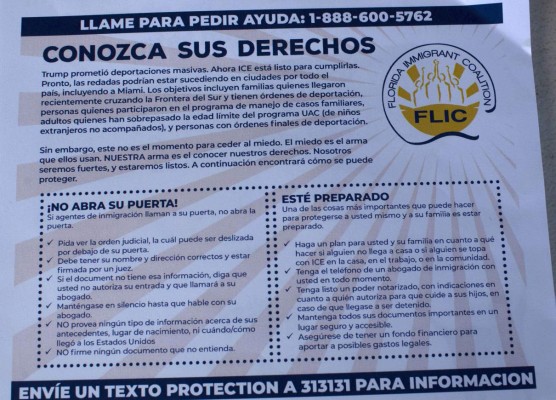 LLAME PARA PEDIR AYUDA: 1-888-600-5762
CONOZCA SUS DERECHOS
Trump prometió deportaciones masivas. Ahora ICE está listo para cumplirlas.
Pronto, las redadas podrían estar sucediendo en ciudades por todo el
país, incluyendo a Miami. Los objetivos incluyen familias quienes llegaron
recientemente cruzando la Frontera del Sur y tienen órdenes de deportación,
personas quienes participaron en el programa de manejo de casos familiares,
adultos quienes han sobrepasado la edad límite del programa UAC (de niños
extranjeros no acompañados), y personas con órdenes finales de deportación.
Sin embargo, este no es el momento para ceder al miedo. El miedo es el arma
que ellos usan. NUESTRA arma es el conocer nuestros derechos. Nosotros
seremos fuertes, y estaremos listos. A continuación encontrará cómo se puede
proteger.
FLORIDA IMMIGRANT COALITION
FLIC
¡NO ABRA SU PUERTA!
Si agentes de inmigración llaman a su puerta, no abra la
puerta.
✓ Pida ver la orden judicial, la cuál puede ser deslizada
por debajo de su puerta.
✓ Debe tener su nombre y dirección correctos y estar
firmada por un juez.
✓ Si el document no tiene esa información, diga que
usted no autoriza su entrada y que llamará a su
abogado.
✓ Manténgase en silencio hasta que hable con su
abogado.
✓ NO provea ningún tipo de información acerca de sus
antecedentes, lugar de nacimiento, ni cuándo/cómo
llegó a los Estados Unidos
✓ NO firme ningún documento que no entienda.
ESTÉ PREPARADO
Una de las cosas más importantes que puede hacer
para protegerse a usted mismo y a su familia es estar
preparado.
✓ Haga un plan para usted y su familia en cuanto a qué
hacer si alguien no llega a casa o si alguien se topa
con ICE en la casa, en el trabajo, o en la comunidad.
✓ Tenga el teléfono de un abogado de inmigración con
usted en todo momento.
✓ Tenga listo un poder notarizado, con indicaciones en
cuanto a quién autoriza para que cuide a sus hijos, en
caso de que llegase a ser detenido.
✓ Mantenga todos sus documentos importantes en un
lugar seguro y accesible.
✓ Asegúrese de tener un fondo financiero para
aportar a posibles gastos legales.
ENVÍE UN TEXTO PROTECTION A 313131 PARA INFORMACION